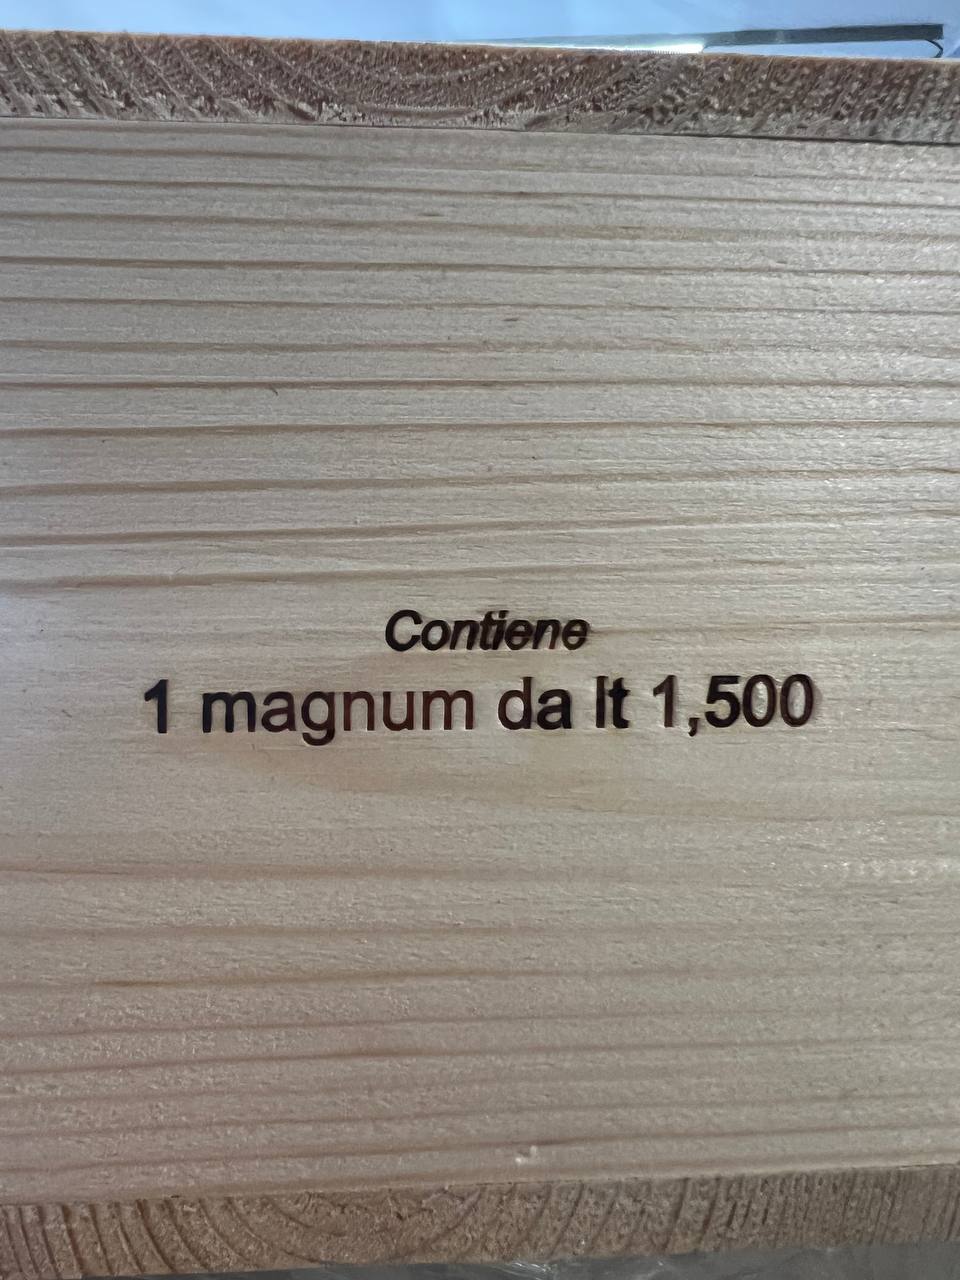 Contiene
1 magnum da lt 1,500